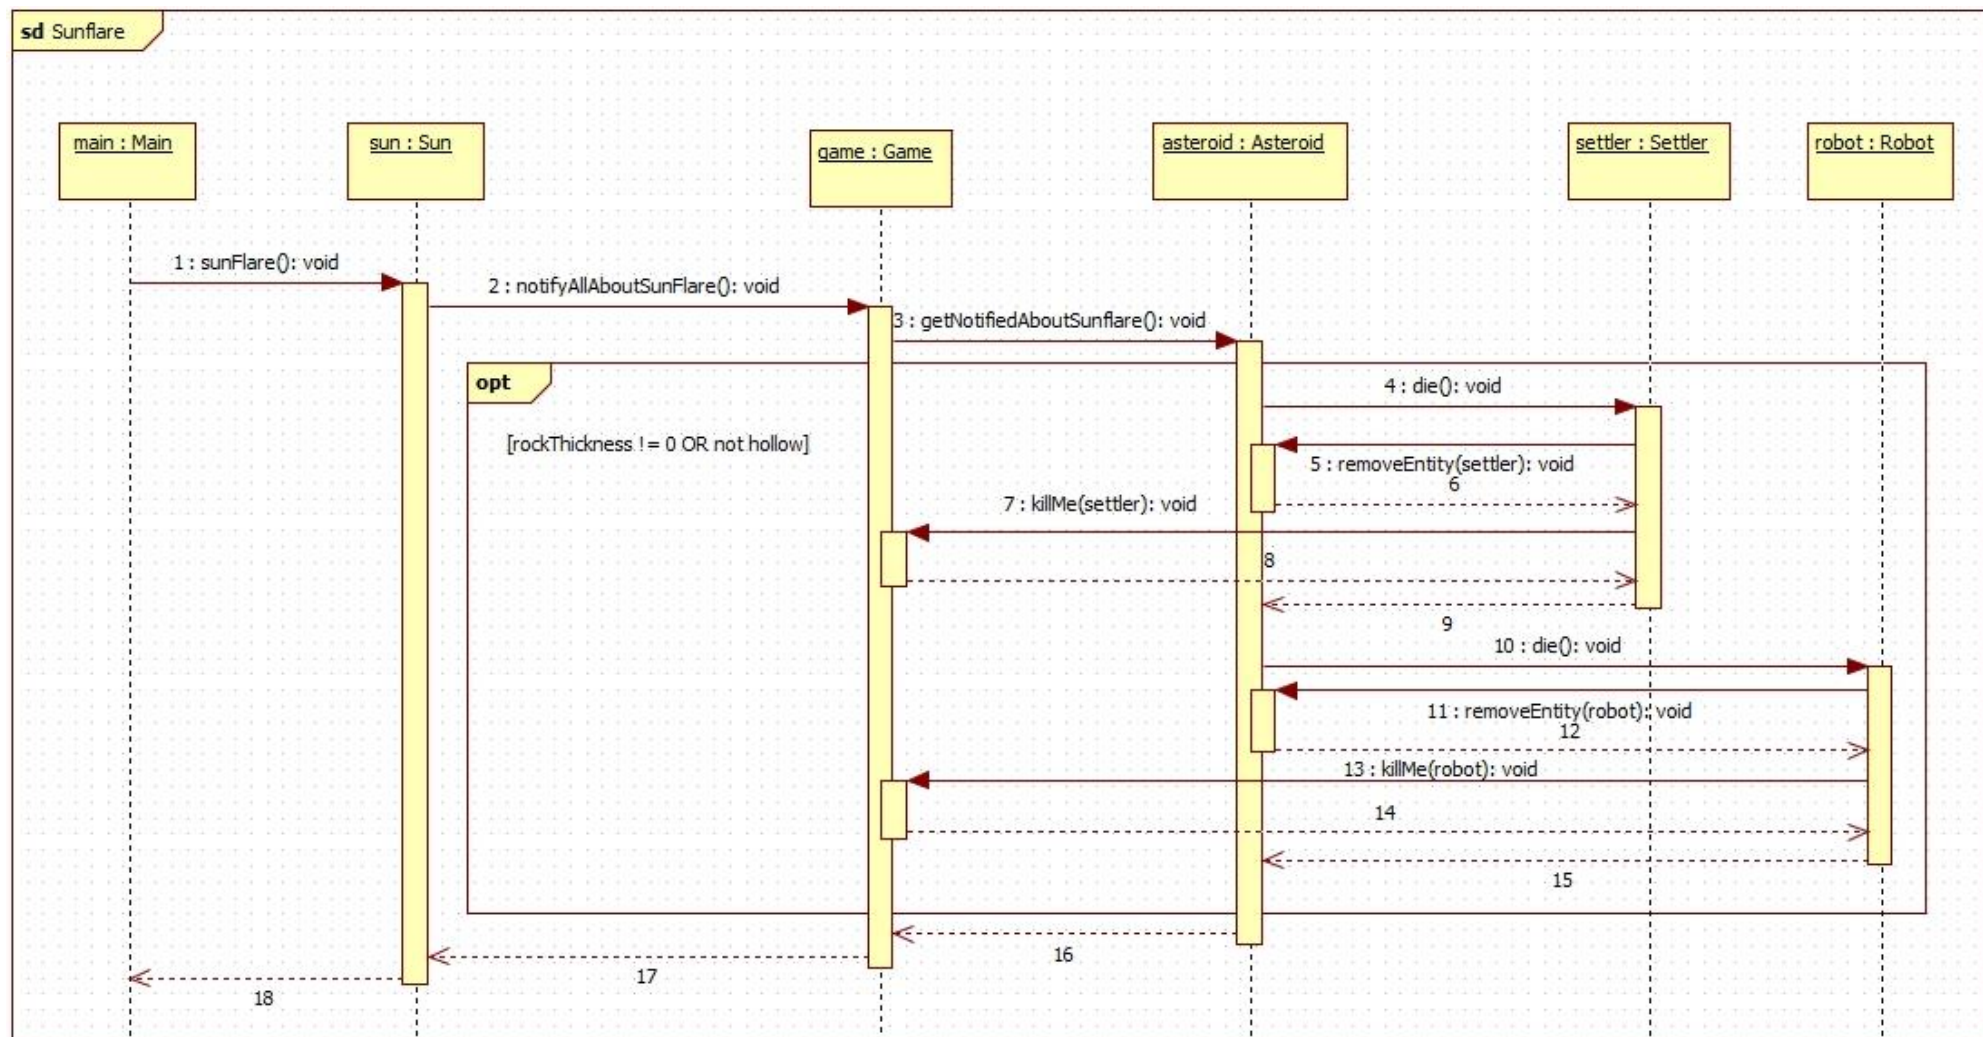 sd Sunflare
main : Main
sun : Sun
game : Game
asteroid : Asteroid
settler : Settler
robot : Robot
1 : sunFlare(): void
2 : notifyAllAboutSunFlare(): void
3 : getNotifiedAboutSunflare(): void
opt
[rockThickness != 0 OR not hollow]
4 : die(): void
5 : removeEntity(settler): void
6
7 : killMe(settler): void
8
9
10 : die(): void
11 : removeEntity(robot): void
12
13 : killMe(robot): void
14
15
16
17
18